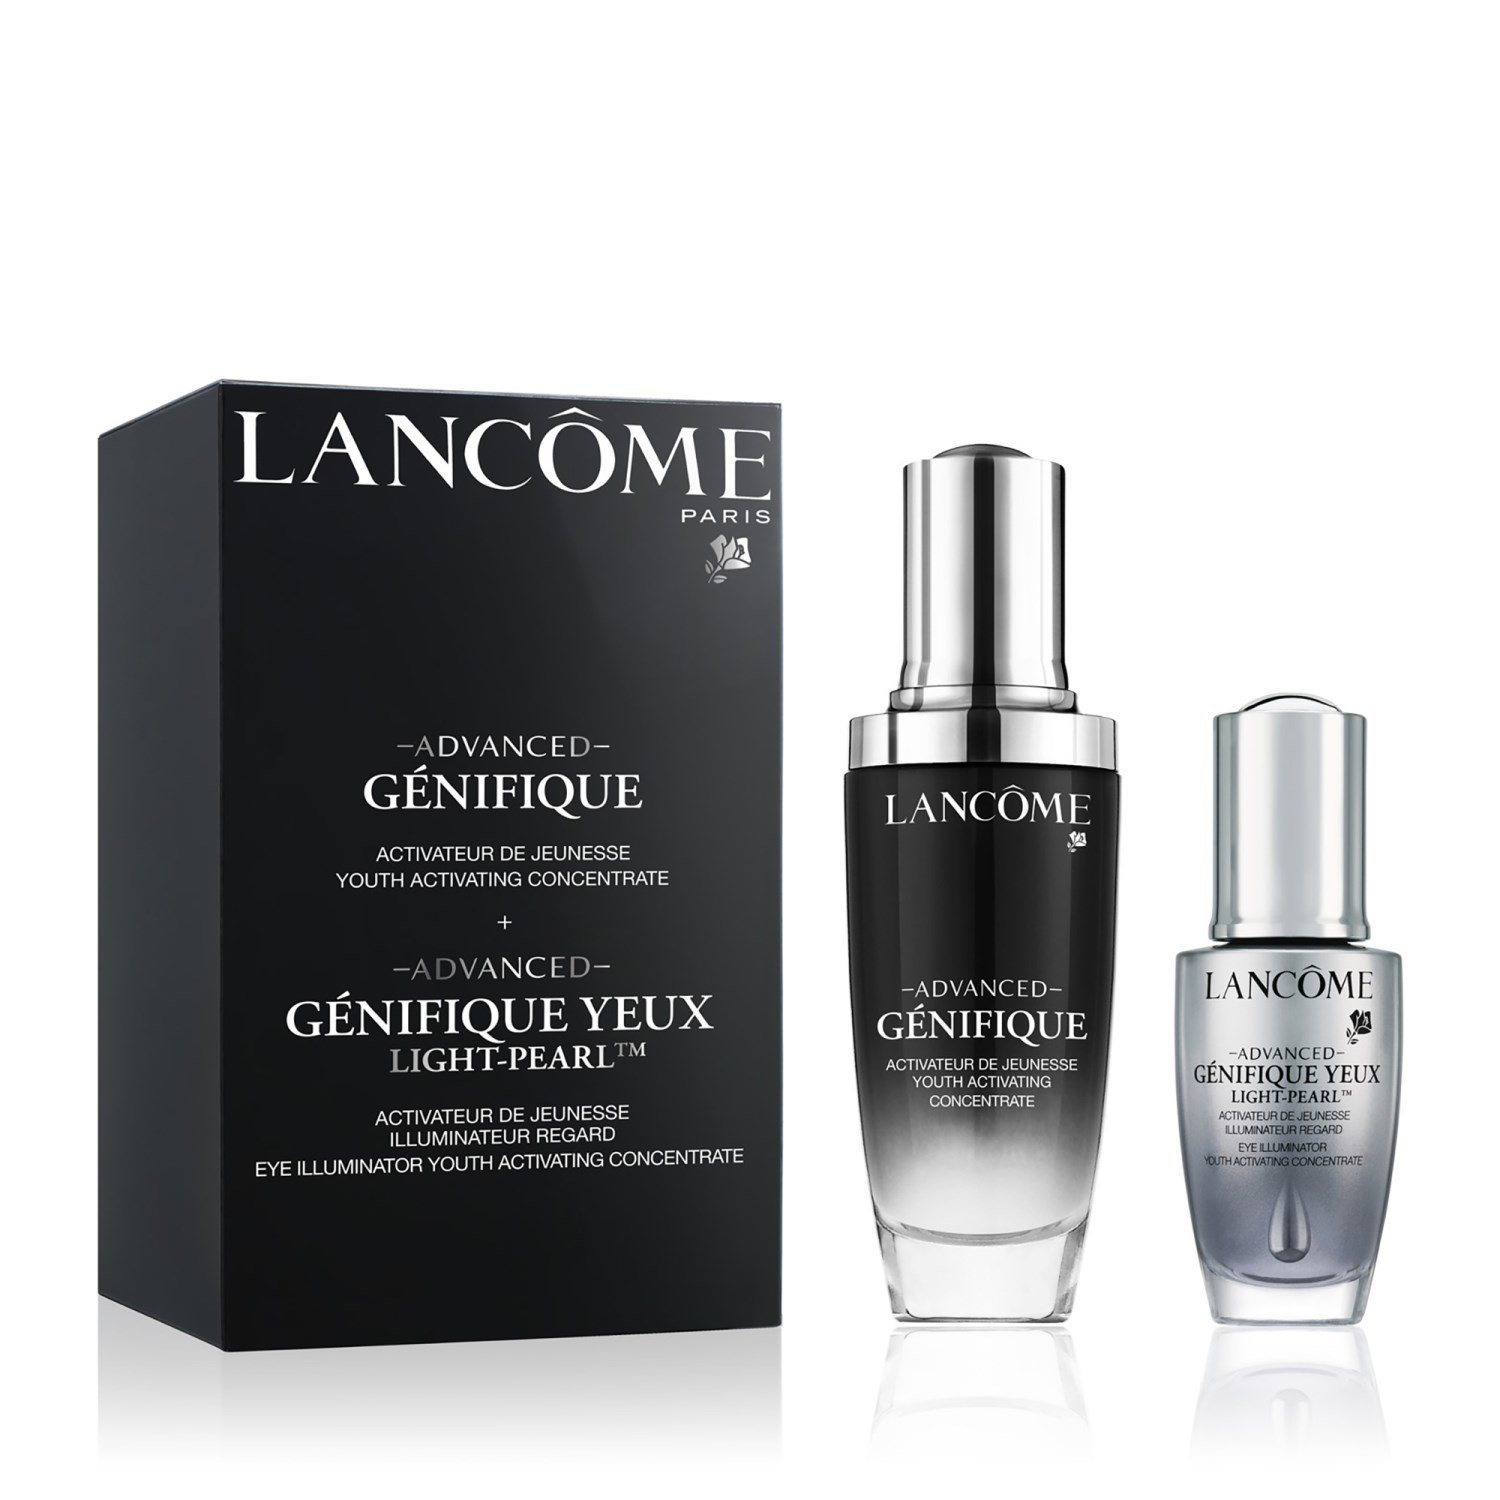 LANCÔME
PARIS
–ADVANCED–
GÉNIFIQUE
ACTIVATEUR DE JEUNESSE
YOUTH ACTIVATING CONCENTRATE
+
–ADVANCED–
GÉNIFIQUE YEUX
LIGHT-PEARL™
ACTIVATEUR DE JEUNESSE
ILLUMINATEUR REGARD
EYE ILLUMINATOR YOUTH ACTIVATING CONCENTRATE
LANCÔME
–ADVANCED–
GÉNIFIQUE
ACTIVATEUR DE JEUNESSE
YOUTH ACTIVATING
CONCENTRATE
LANCÔME
–ADVANCED–
GÉNIFIQUE YEUX
LIGHT-PEARL™
ACTIVATEUR DE JEUNESSE
ILLUMINATEUR REGARD
EYE ILLUMINATOR
YOUTH ACTIVATING CONCENTRATE